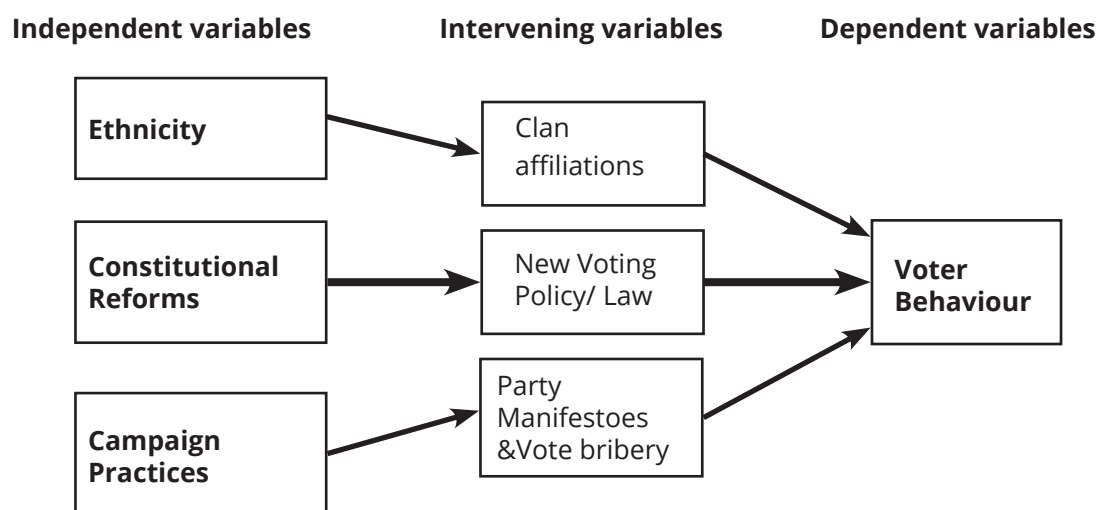 Independent variables
Intervening variables
Dependent variables
Ethnicity
Clan
affiliations
Constitutional
Reforms
New Voting
Policy/ Law
Voter
Behaviour
Campaign
Practices
Party
Manifestoes
&Vote bribery